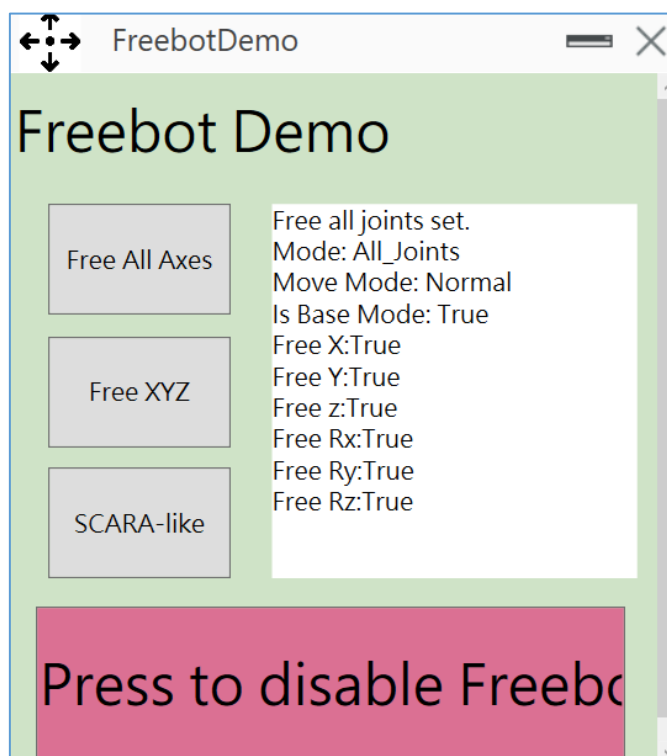 FreebotDemo
Freebot Demo
Free All Axes
Free XYZ
SCARA-like
Free all joints set.
Mode: All_Joints
Move Mode: Normal
Is Base Mode: True
Free X:True
Free Y:True
Free z:True
Free Rx:True
Free Ry:True
Free Rz:True
Press to disable